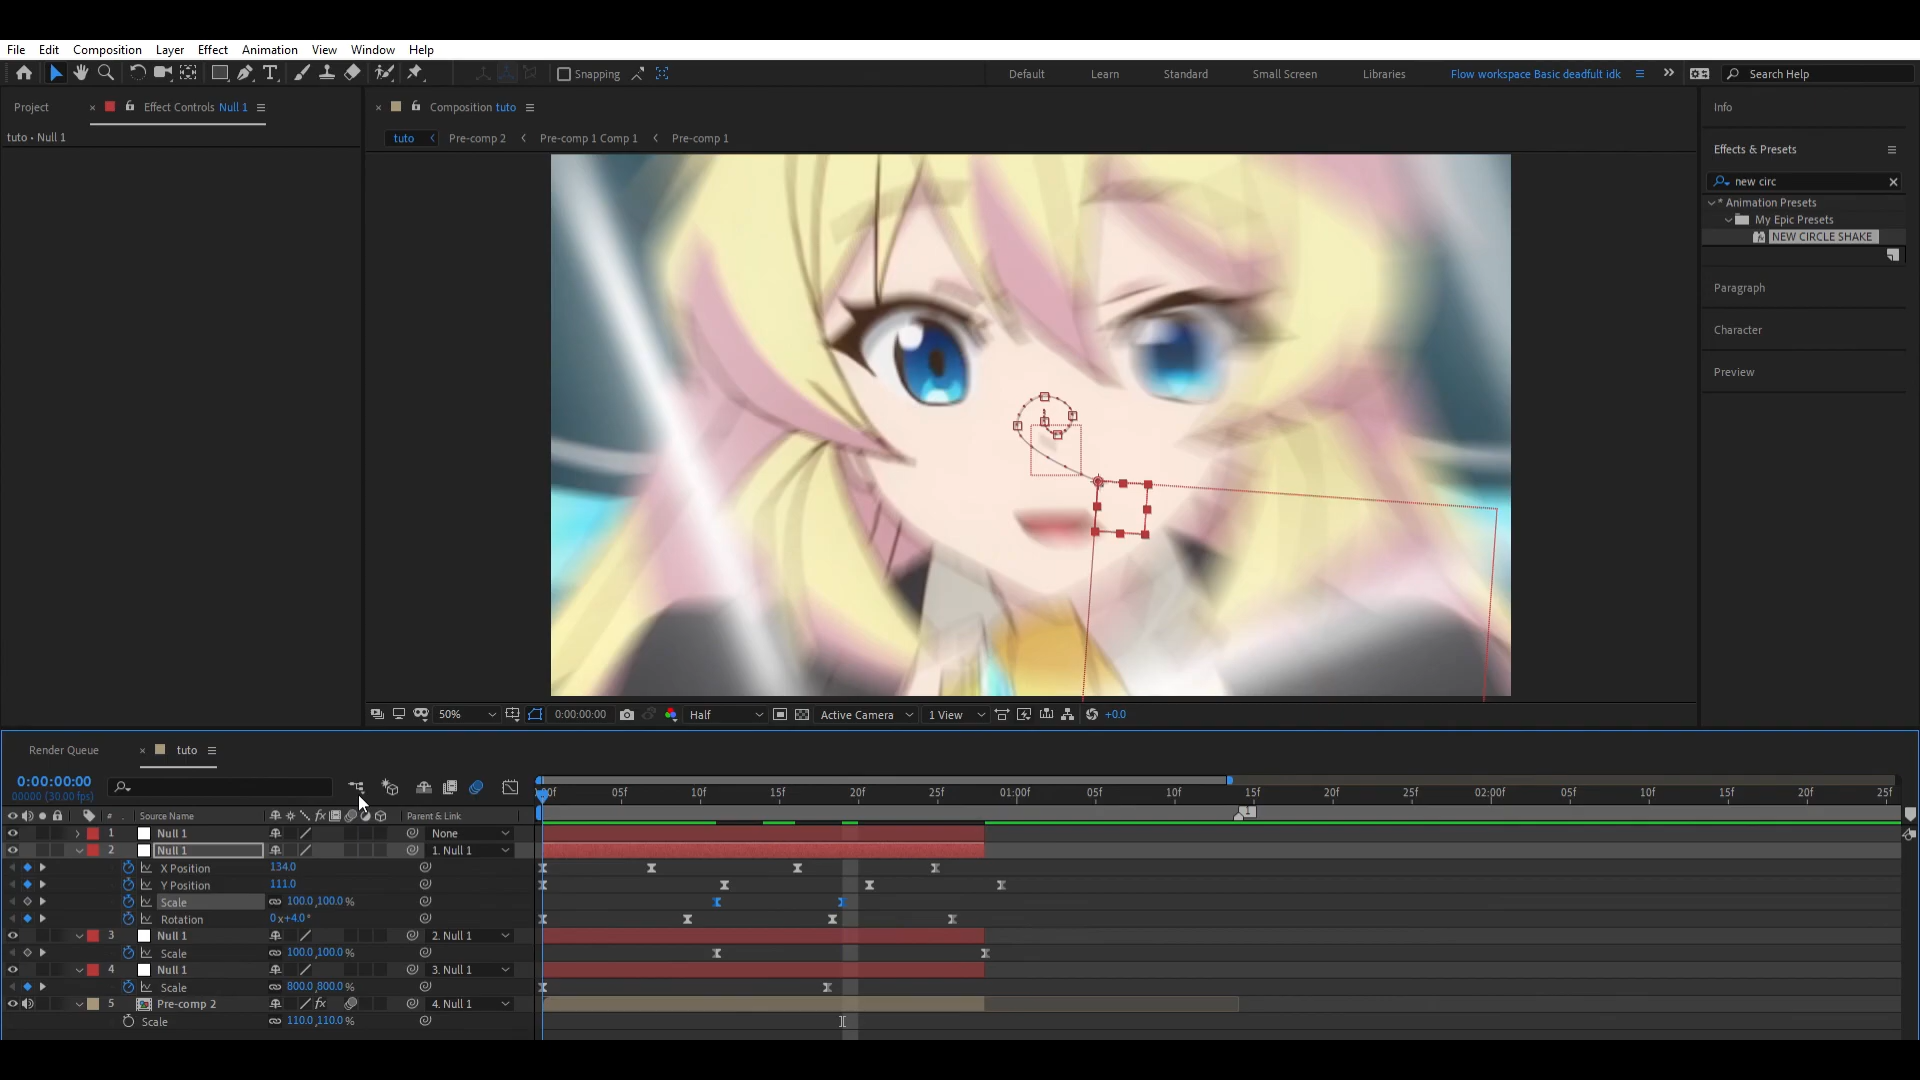 File Edit Composition Layer Effect Animation View Window Help
Snapping Default Learn Standard Small Screen Libraries Flow workspace Basic deadfult idk Search Help
Project Effect Controls Null 1
tuto • Null 1
Composition tuto
tuto Pre-comp 2 Pre-comp 1 Comp 1 Pre-comp 1
Info
Effects & Presets
new circ
* Animation Presets
My Epic Presets
NEW CIRCLE SHAKE
Paragraph
Character
Preview
50% 0:00:00:00 Half Active Camera 1 View +0.0
Render Queue tuto
0:00:00:00
00000 (30.00 fps)
:00f 05f 10f 15f 20f 25f 01:00f 05f 10f 15f 20f 25f 02:00f 05f 10f 15f 20f 25f
# Source Name fx Parent & Link
1 Null 1 None
2 Null 1 1. Null 1
X Position 134.0
Y Position 111.0
Scale 100.0,100.0%
Rotation 0x+4.0°
3 Null 1 2. Null 1
Scale 100.0,100.0%
4 Null 1 3. Null 1
Scale 800.0,800.0%
5 Pre-comp 2 fx 4. Null 1
Scale 110.0,110.0%
1